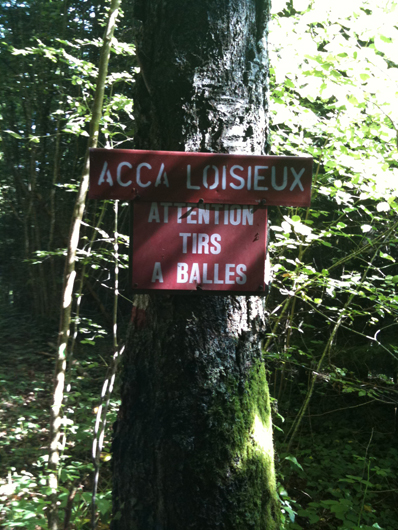 ACCA LOISIEUX
ATTENTION
TIRS
A BALLES